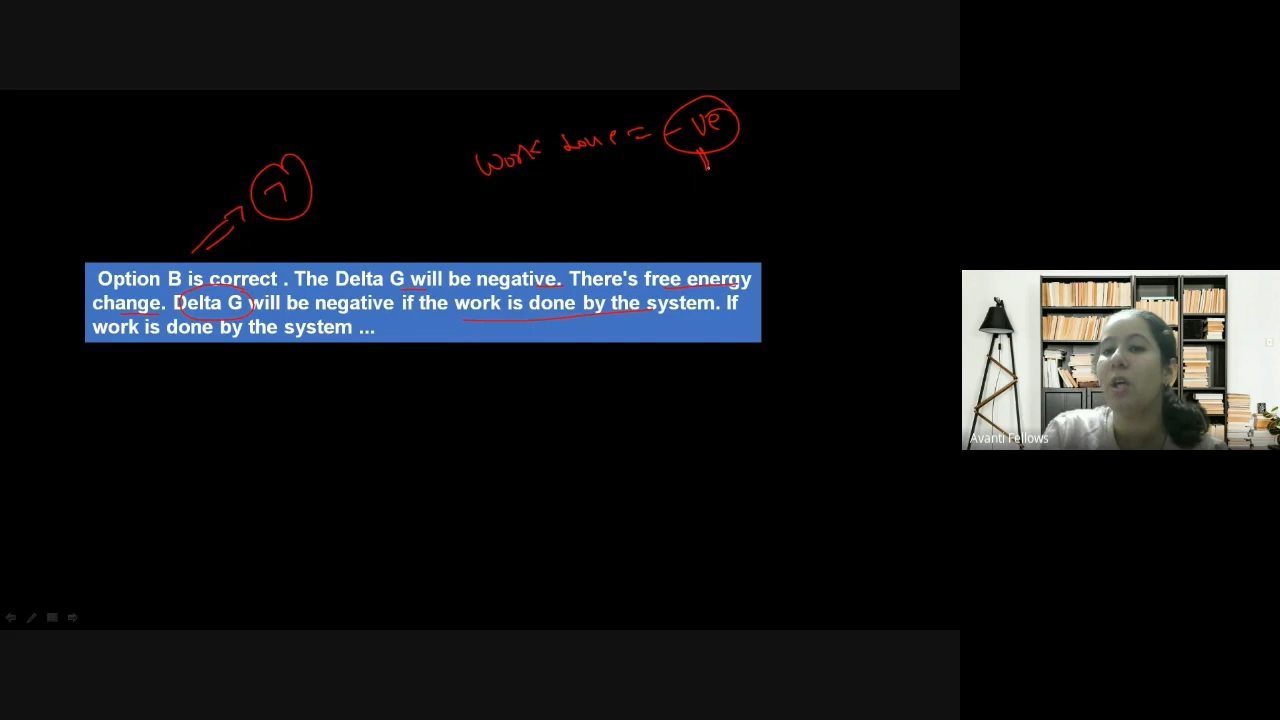 Work done = -ve
7
Option B is correct . The Delta G will be negative. There's free energy
change. Delta G will be negative if the work is done by the system. If
work is done by the system ...
Avanti Fellows